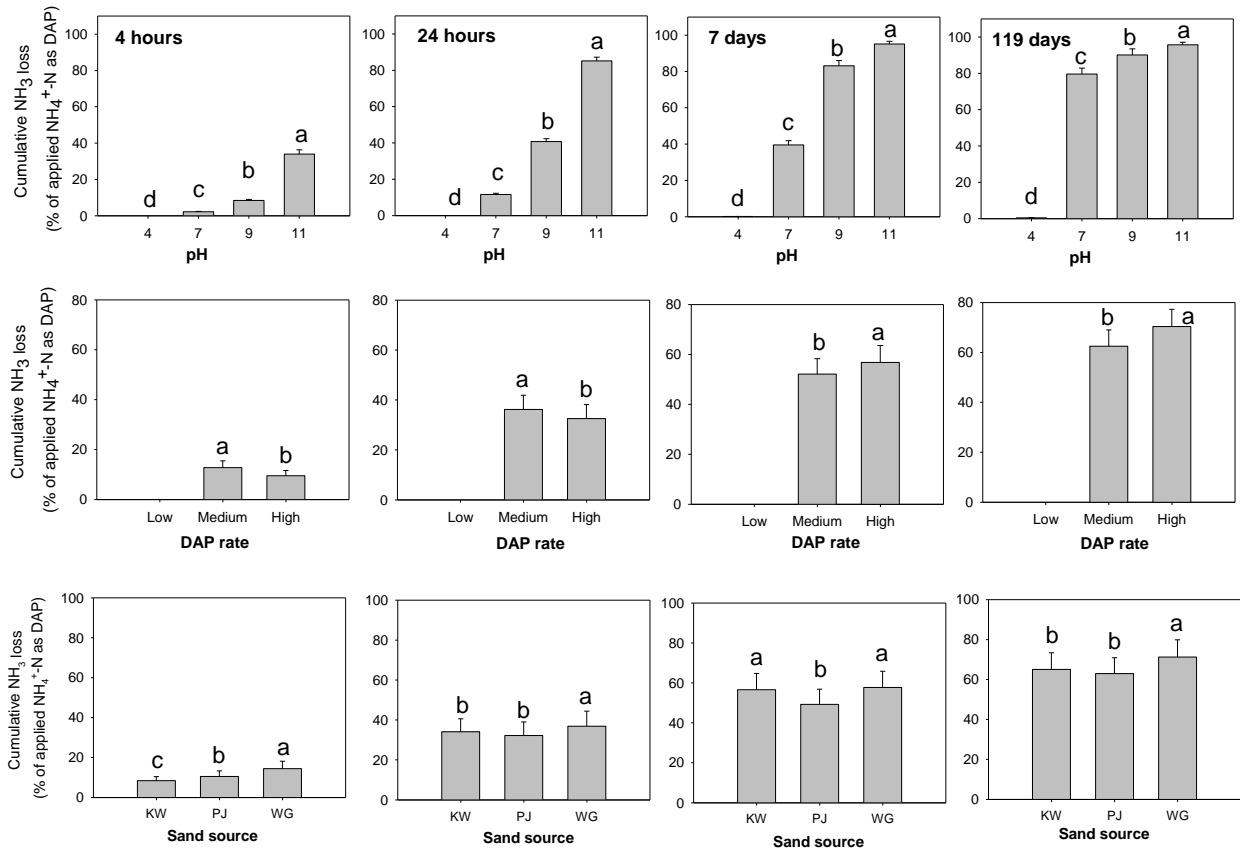 4 hours
24 hours
7 days
119 days
Cumulative NH3 loss
(% of applied NH4+-N as DAP)
100
80
60
40
20
0
d c b a
4 7 9 11
pH
100
80
60
40
20
0
d c b a
4 7 9 11
pH
100
80
60
40
20
0
d c b a
4 7 9 11
pH
100
80
60
40
20
0
d c b a
4 7 9 11
pH
Cumulative NH3 loss
(% of applied NH4+-N as DAP)
80
60
40
20
0
a b
Low Medium High
DAP rate
80
60
40
20
0
a b
Low Medium High
DAP rate
80
60
40
20
0
b a
Low Medium High
DAP rate
80
60
40
20
0
b a
Low Medium High
DAP rate
Cumulative NH3 loss
(% of applied NH4+-N as DAP)
100
80
60
40
20
0
c b a
KW PJ WG
Sand source
100
80
60
40
20
0
b b a
KW PJ WG
Sand source
100
80
60
40
20
0
a b a
KW PJ WG
Sand source
100
80
60
40
20
0
b b a
KW PJ WG
Sand source